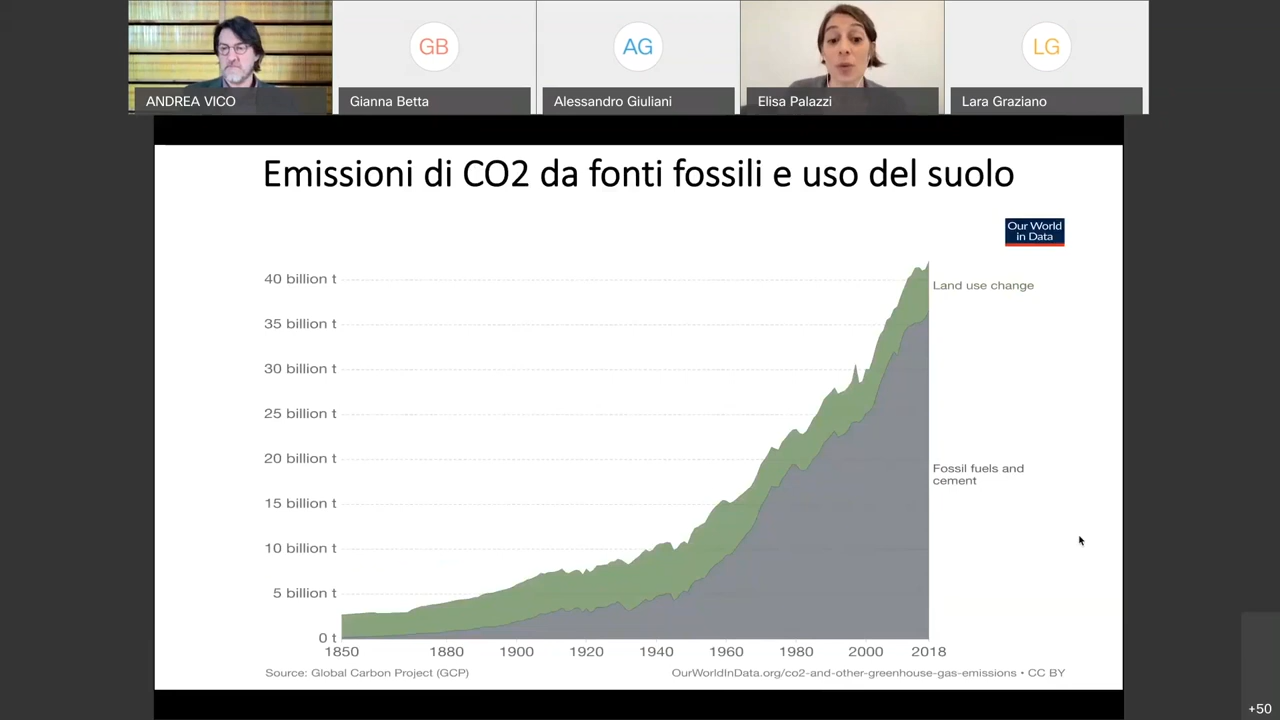 GB
AG
LG
ANDREA VICO
Gianna Betta
Alessandro Giuliani
Elisa Palazzi
Lara Graziano
Emissioni di CO2 da fonti fossili e uso del suolo
Our World
in Data
40 billion t
Land use change
35 billion t
30 billion t
25 billion t
20 billion t
Fossil fuels and
cement
15 billion t
10 billion t
5 billion t
0 t
1850
1880
1900
1920
1940
1960
1980
2000
2018
Source: Global Carbon Project (GCP)
OurWorldInData.org/co2-and-other-greenhouse-gas-emissions • CC BY
+50